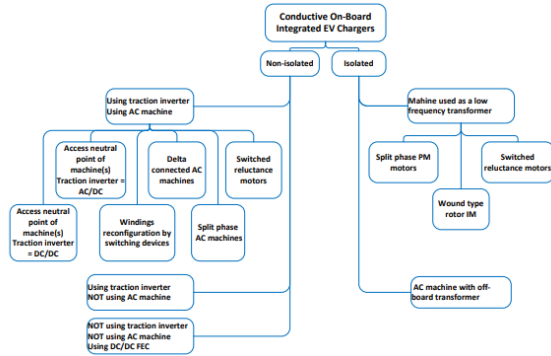 Conductive On-Board
Integrated EV Chargers
Non-isolated
Isolated
Using traction inverter
Using AC machine
Mahine used as a low
frequency transformer
Access neutral
point of
machine(s)
Traction inverter =
AC/DC
Delta
connected AC
machines
Switched
reluctance
motors
Split phase PM
motors
Switched
reluctance motors
Access neutral
point of
machine(s)
Traction inverter
= DC/DC
Windings
reconfiguration by
switching devices
Split phase
AC machines
Wound type
rotor IM
Using traction inverter
NOT using AC machine
AC machine with off-
board transformer
NOT using traction inverter
NOT using AC machine
Using DC/DC FEC